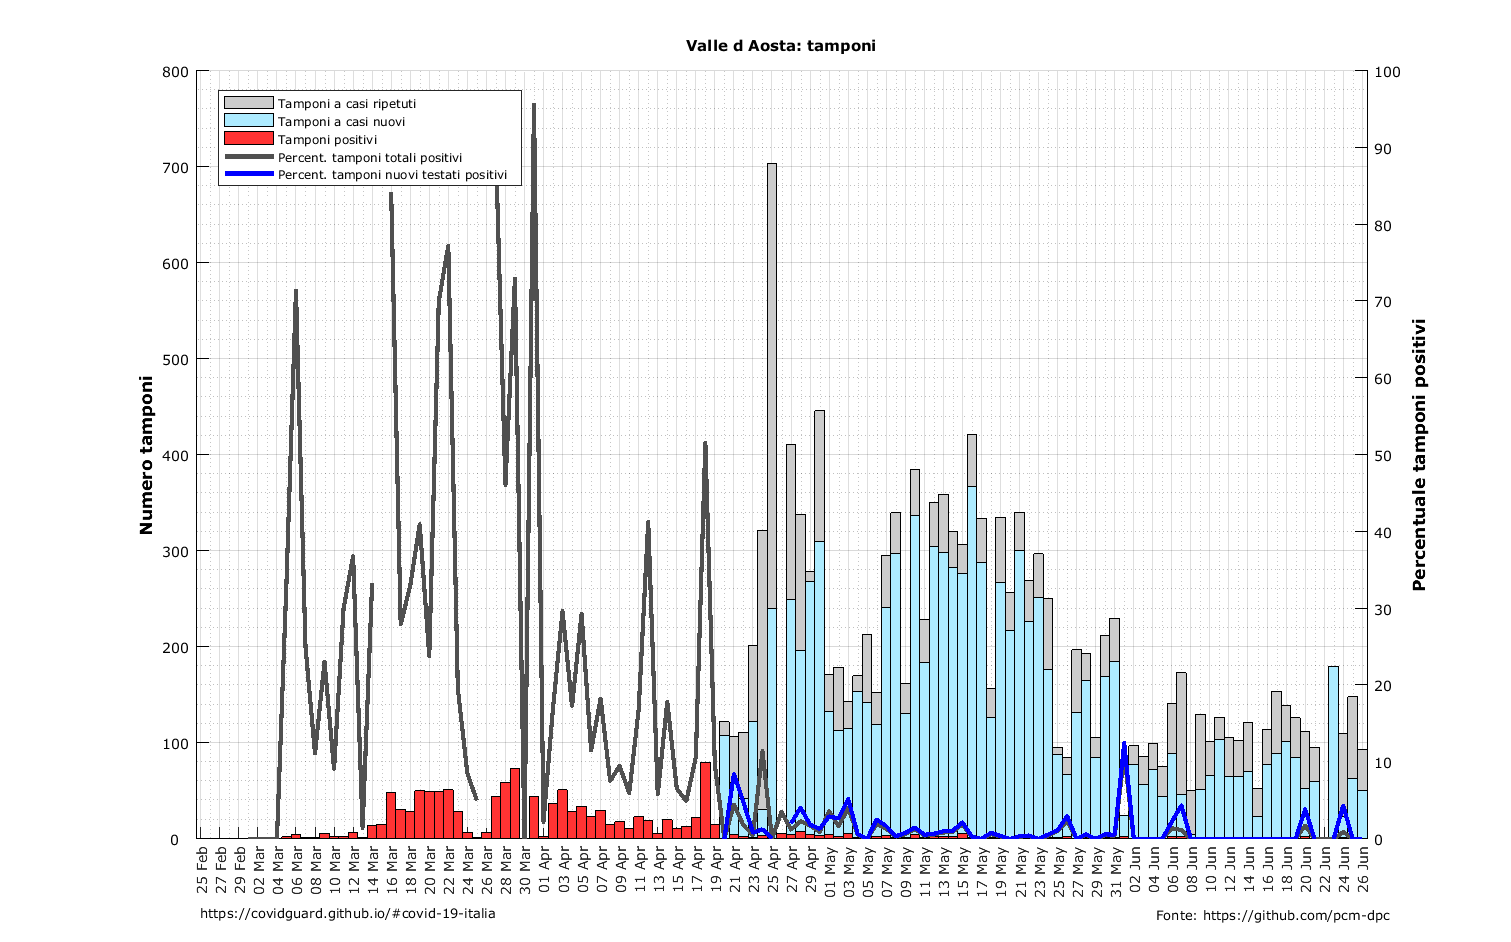 Valle d Aosta: tamponi
Tamponi a casi ripetuti
Tamponi a casi nuovi
Tamponi positivi
Percent. tamponi totali positivi
Percent. tamponi nuovi testati positivi
Numero tamponi
800
700
600
500
400
300
200
100
0
Percentuale tamponi positivi
100
90
80
70
60
50
40
30
20
10
0
25 Feb
27 Feb
29 Feb
02 Mar
04 Mar
06 Mar
08 Mar
10 Mar
12 Mar
14 Mar
16 Mar
18 Mar
20 Mar
22 Mar
24 Mar
26 Mar
28 Mar
30 Mar
01 Apr
03 Apr
05 Apr
07 Apr
09 Apr
11 Apr
13 Apr
15 Apr
17 Apr
19 Apr
21 Apr
23 Apr
25 Apr
27 Apr
29 Apr
01 May
03 May
05 May
07 May
09 May
11 May
13 May
15 May
17 May
19 May
21 May
23 May
25 May
27 May
29 May
31 May
02 Jun
04 Jun
06 Jun
08 Jun
10 Jun
12 Jun
14 Jun
16 Jun
18 Jun
20 Jun
22 Jun
24 Jun
26 Jun
https://covidguard.github.io/#covid-19-italia
Fonte: https://github.com/pcm-dpc